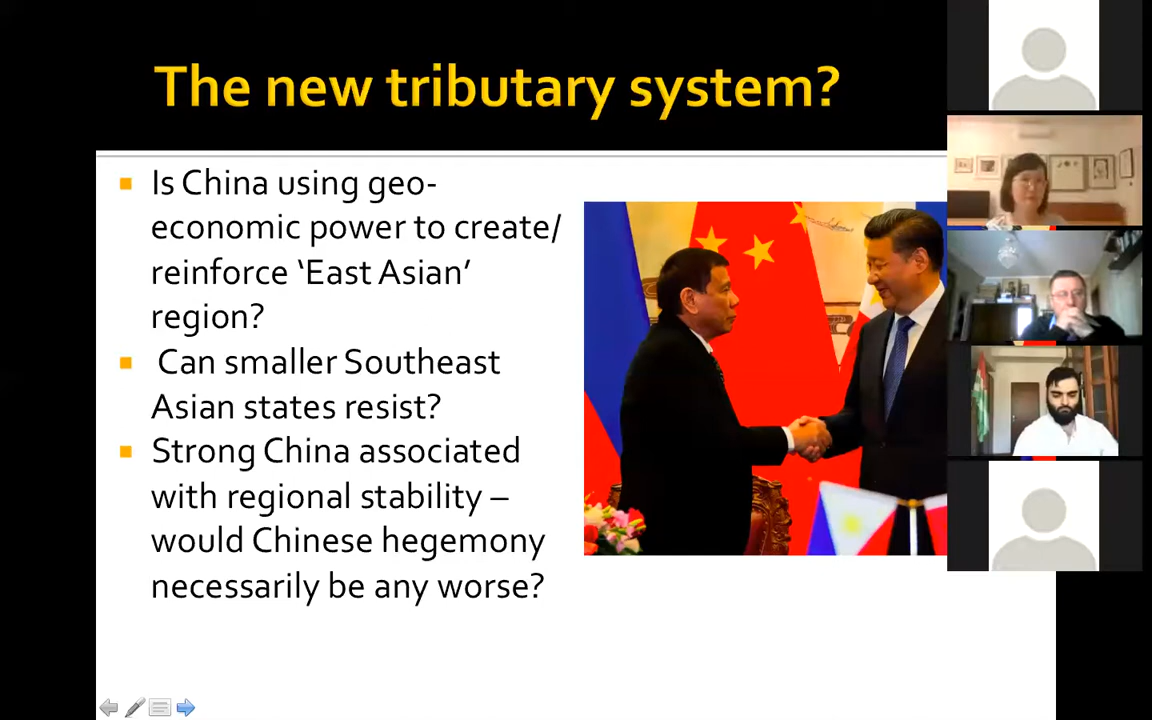 The new tributary system?
Is China using geo-
economic power to create/
reinforce ‘East Asian’
region?
Can smaller Southeast
Asian states resist?
Strong China associated
with regional stability –
would Chinese hegemony
necessarily be any worse?